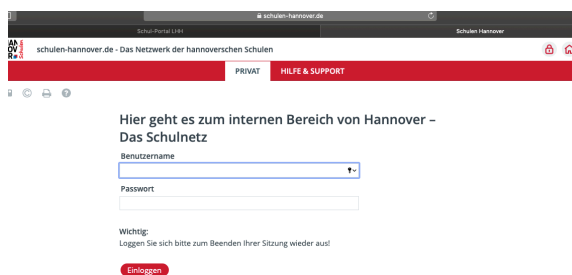 schulen-hannover.de
Schul-Portal LHH
Schulen Hannover
schulen-hannover.de - Das Netzwerk der hannoverschen Schulen
Schulen
PRIVAT
HILFE & SUPPORT
Hier geht es zum internen Bereich von Hannover –
Das Schulnetz
Benutzername
Passwort
Wichtig:
Loggen Sie sich bitte zum Beenden Ihrer Sitzung wieder aus!
Einloggen